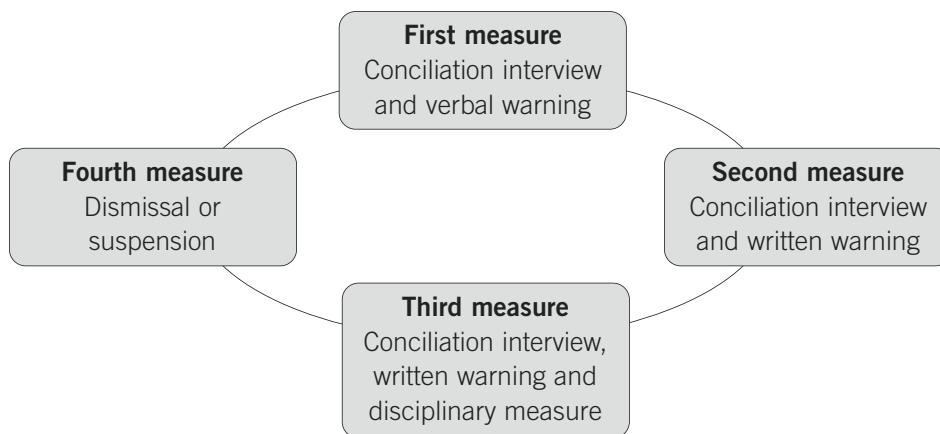 First measure
Conciliation interview
and verbal warning
Second measure
Conciliation interview
and written warning
Third measure
Conciliation interview,
written warning and
disciplinary measure
Fourth measure
Dismissal or
suspension